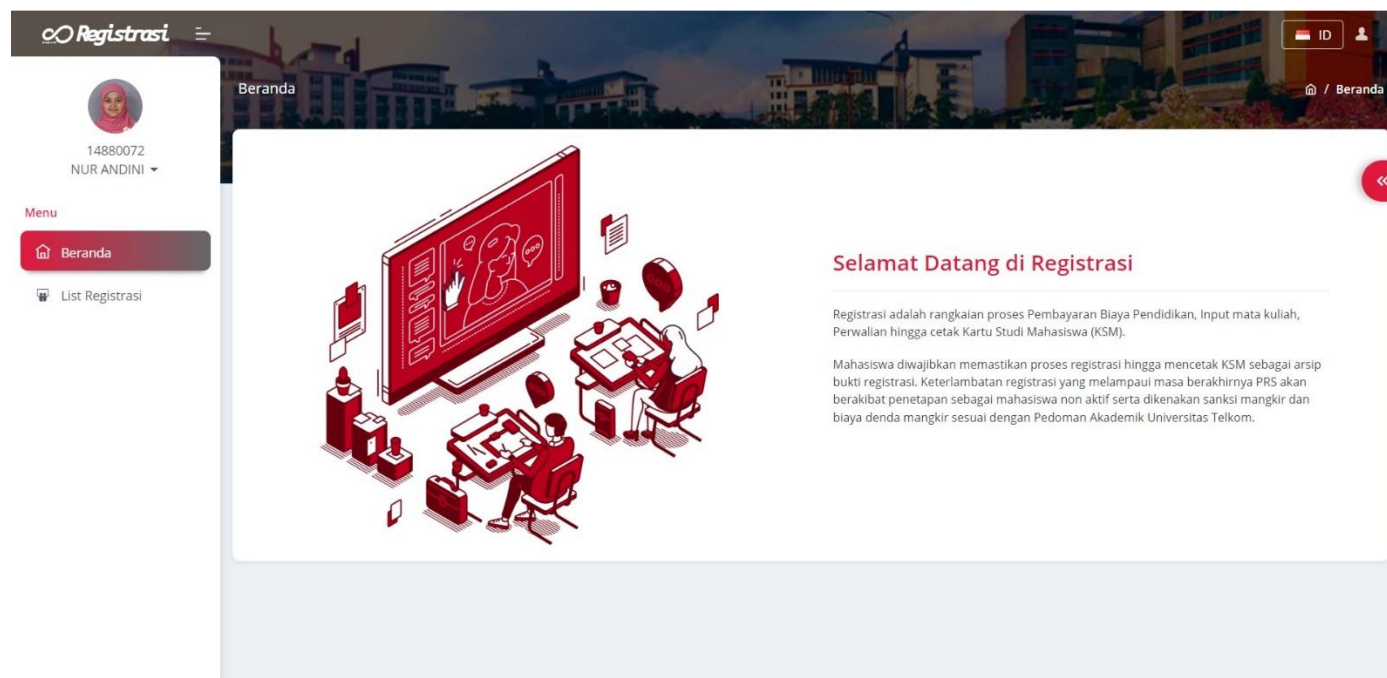 Registrasi
ID
Beranda
/ Beranda
14880072
NUR ANDINI
Menu
Beranda
List Registrasi
Selamat Datang di Registrasi
Registrasi adalah rangkaian proses Pembayaran Biaya Pendidikan, Input mata kuliah,
Perwalian hingga cetak Kartu Studi Mahasiswa (KSM).
Mahasiswa diwajibkan memastikan proses registrasi hingga mencetak KSM sebagai arsip
bukti registrasi. Keterlambatan registrasi yang melampaui masa berakhirnya PRS akan
berakibat penetapan sebagai mahasiswa non aktif serta dikenakan sanksi mangkir dan
biaya denda mangkir sesuai dengan Pedoman Akademik Universitas Telkom.